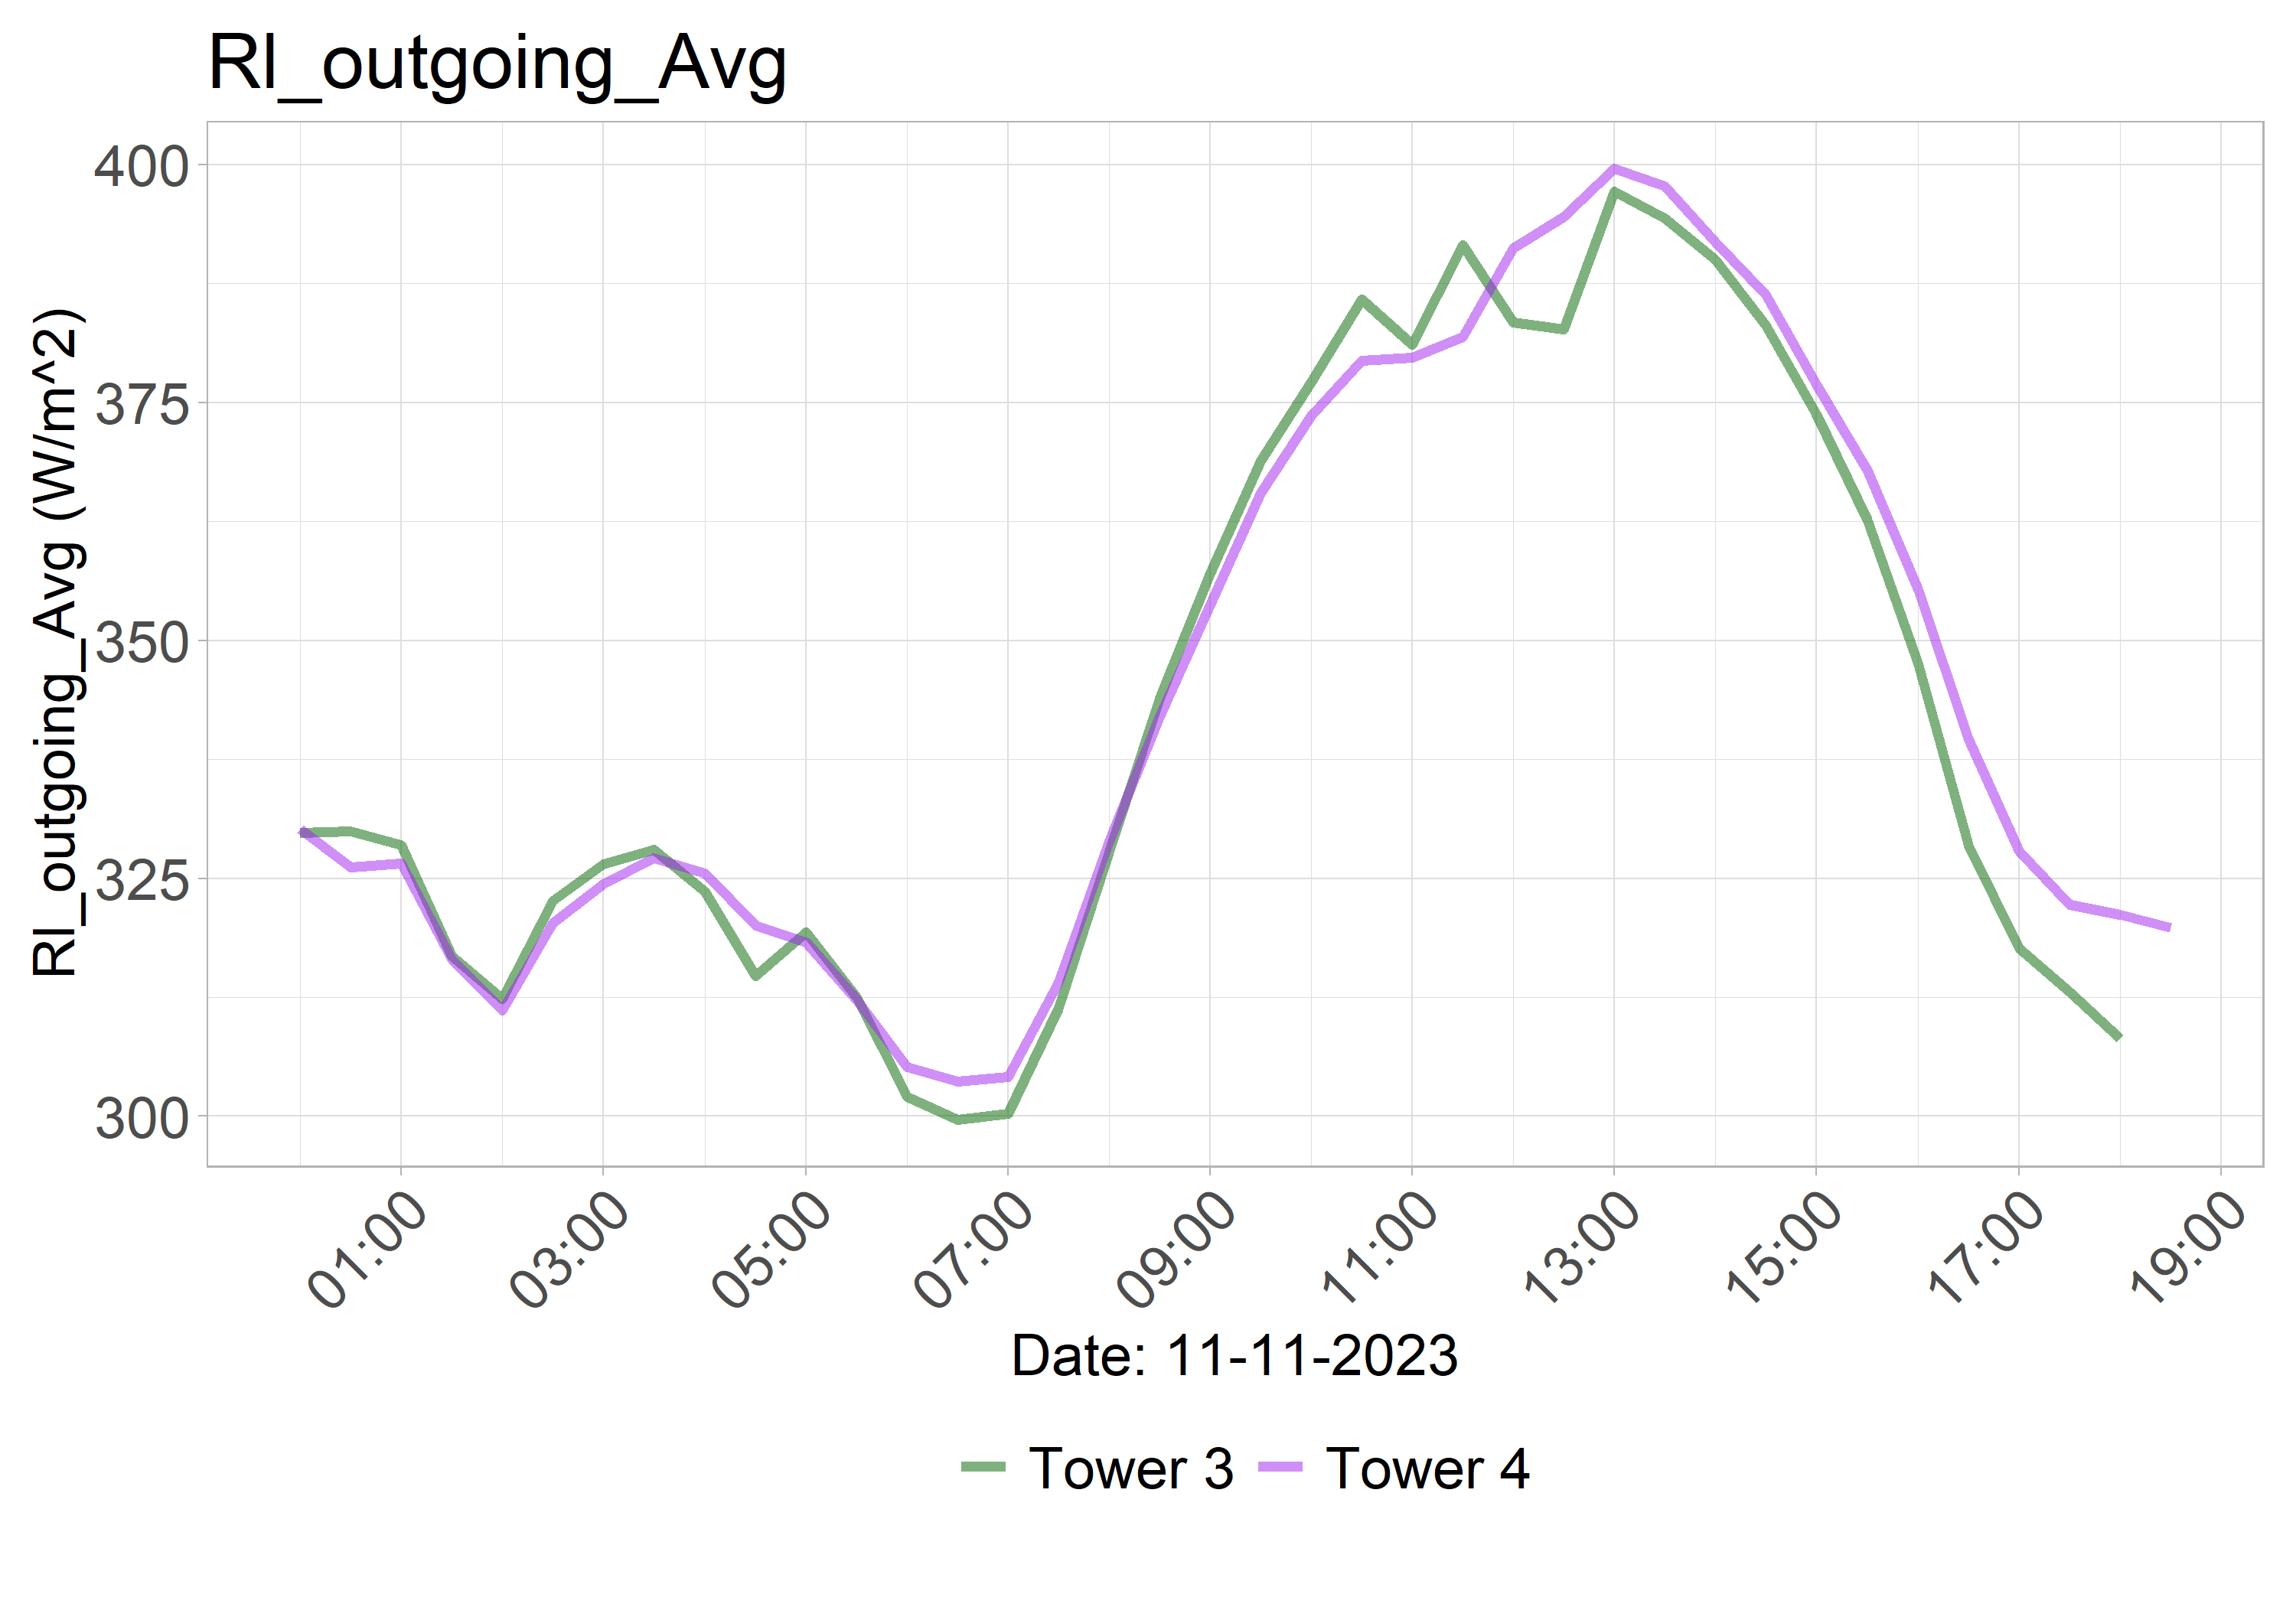 Rl_outgoing_Avg
Rl_outgoing_Avg (W/m^2)
400
375
350
325
300
01:00 03:00 05:00 07:00 09:00 11:00 13:00 15:00 17:00 19:00
Date: 11-11-2023
Tower 3 Tower 4